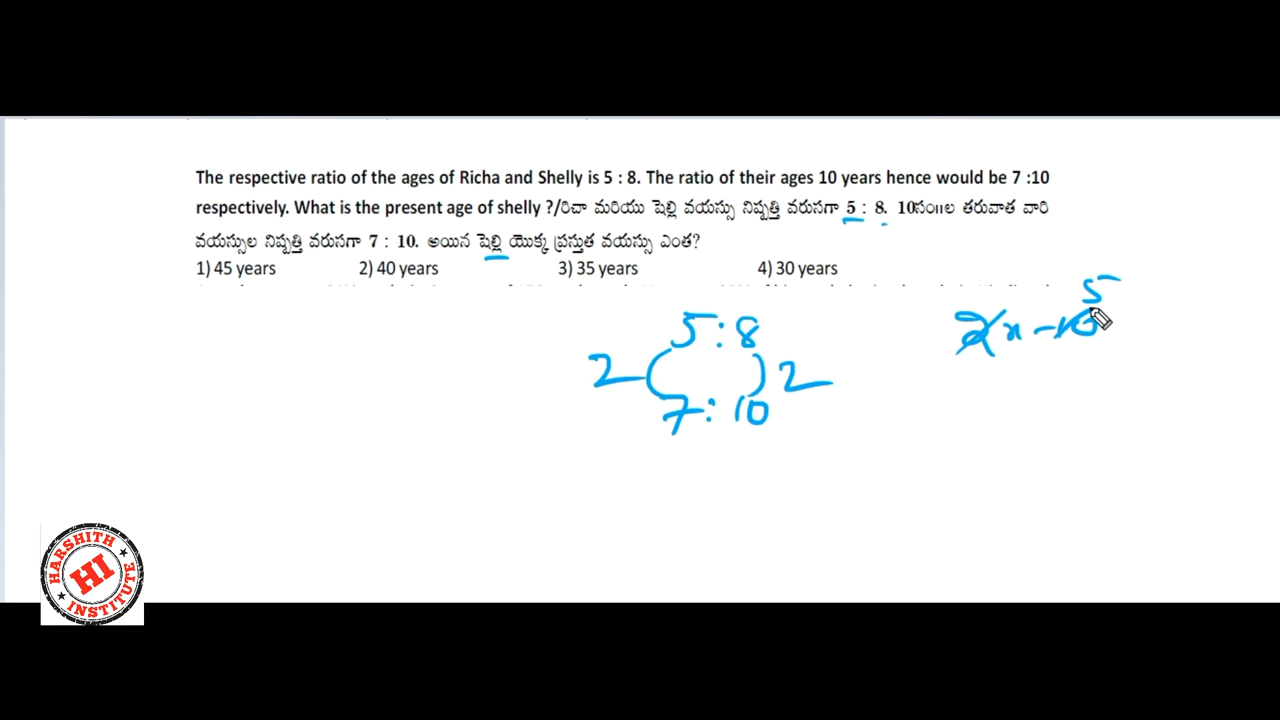 The respective ratio of the ages of Richa and Shelly is 5 : 8. The ratio of their ages 10 years hence would be 7 :10
respectively. What is the present age of shelly ?/రిచా మరియు షెల్లి వయస్సు నిష్పత్తి వరుసగా 5 : 8. 10సం॥ల తరువాత వారి
వయస్సుల నిష్పత్తి వరుసగా 7 : 10. అయిన షెల్లి యొక్క ప్రస్తుత వయస్సు ఎంత?
1) 45 years 2) 40 years 3) 35 years 4) 30 years
5
5 : 8
2x - 10
2 2
7 : 10
HARSHITH
HI
INSTITUTE